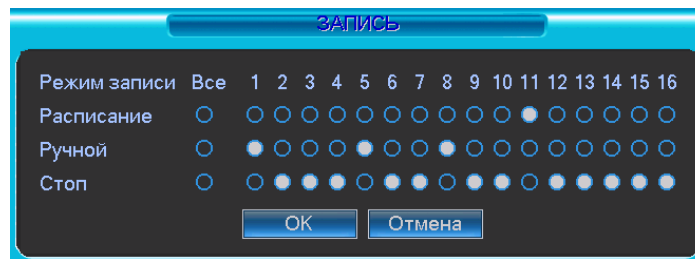 ЗАПИСЬ
Режим записи Все 1 2 3 4 5 6 7 8 9 10 11 12 13 14 15 16
Расписание
Ручной
Стоп
OK Отмена